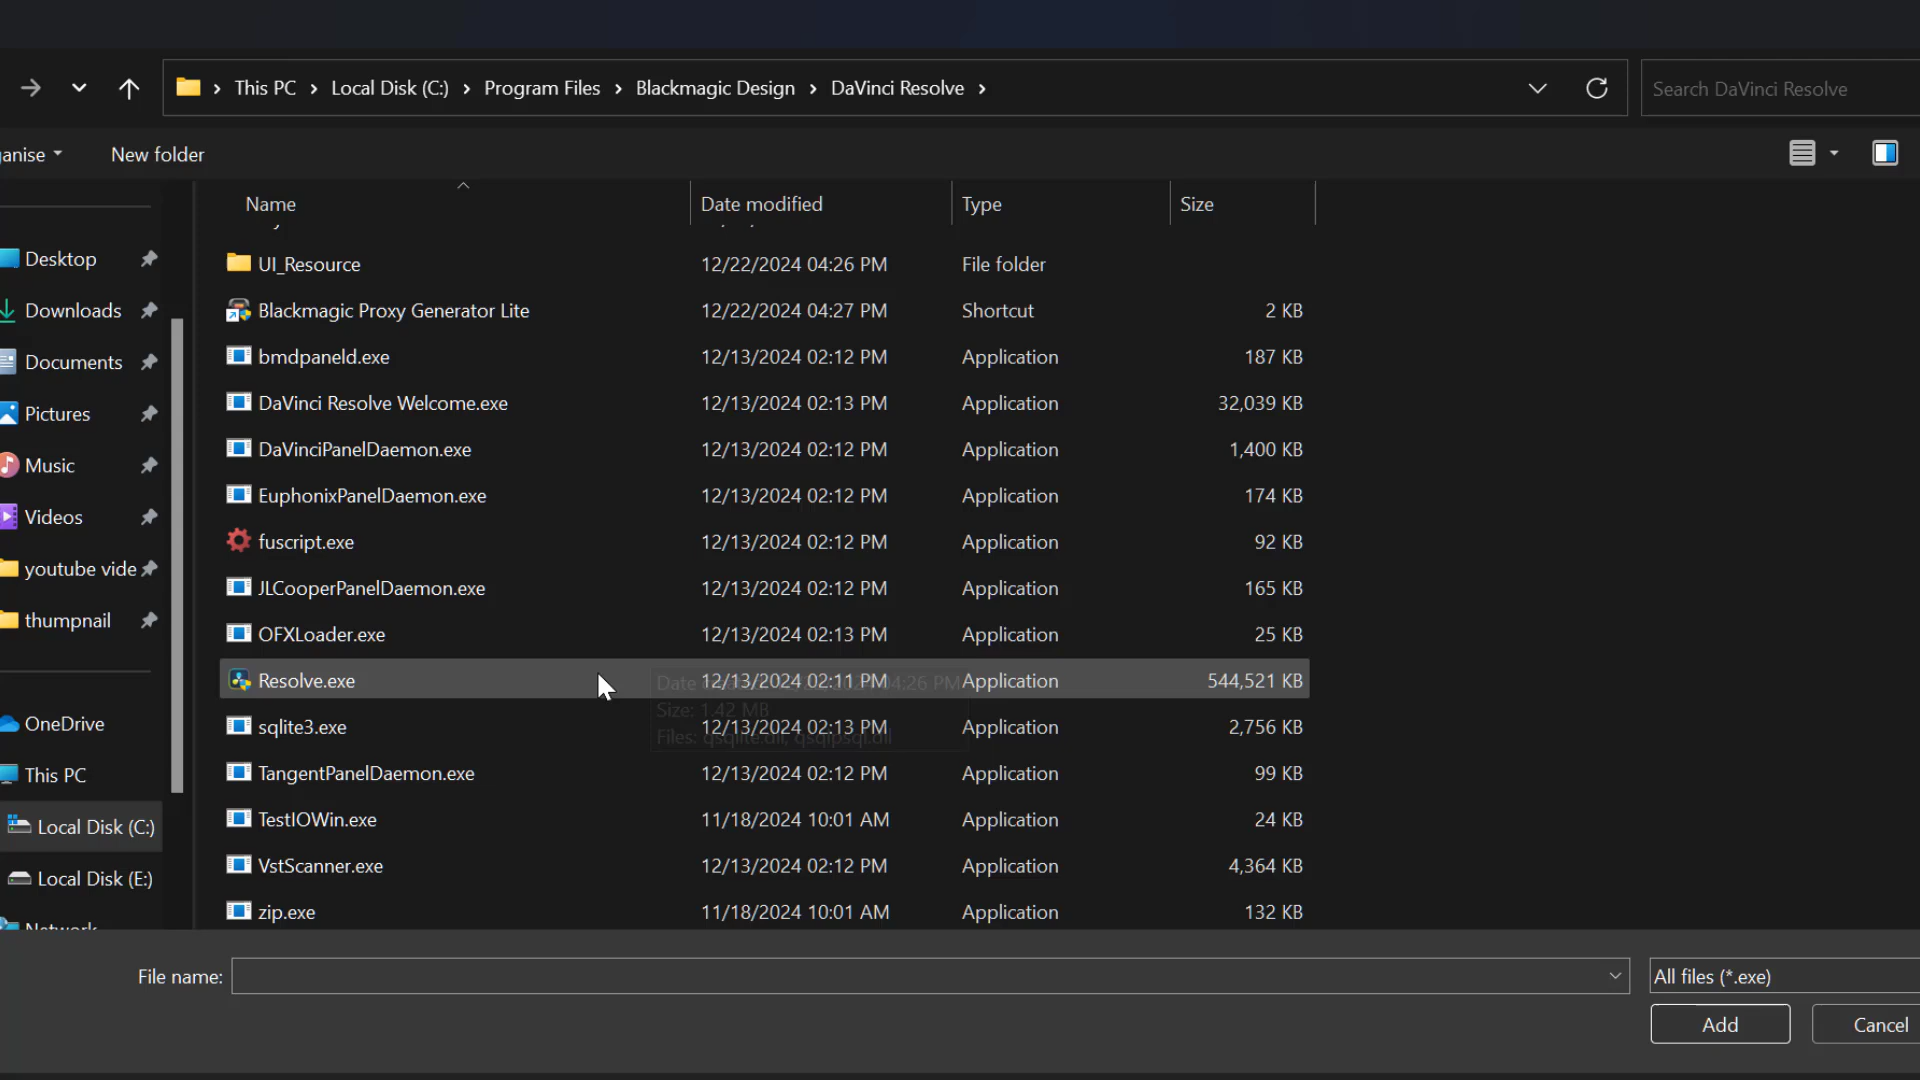 This PC > Local Disk (C:) > Program Files > Blackmagic Design > DaVinci Resolve >
Search DaVinci Resolve
anise
New folder
Name Date modified Type Size
UI_Resource 12/22/2024 04:26 PM File folder
Blackmagic Proxy Generator Lite 12/22/2024 04:27 PM Shortcut 2 KB
bmdpaneld.exe 12/13/2024 02:12 PM Application 187 KB
DaVinci Resolve Welcome.exe 12/13/2024 02:13 PM Application 32,039 KB
DaVinciPanelDaemon.exe 12/13/2024 02:12 PM Application 1,400 KB
EuphonixPanelDaemon.exe 12/13/2024 02:12 PM Application 174 KB
fuscript.exe 12/13/2024 02:12 PM Application 92 KB
JLCooperPanelDaemon.exe 12/13/2024 02:12 PM Application 165 KB
OFXLoader.exe 12/13/2024 02:13 PM Application 25 KB
Resolve.exe 12/13/2024 02:11 PM Application 544,521 KB
sqlite3.exe 12/13/2024 02:13 PM Application 2,756 KB
TangentPanelDaemon.exe 12/13/2024 02:12 PM Application 99 KB
TestIOWin.exe 11/18/2024 10:01 AM Application 24 KB
VstScanner.exe 12/13/2024 02:12 PM Application 4,364 KB
zip.exe 11/18/2024 10:01 AM Application 132 KB
Size: 1.42 MB
Files: qsqlite.dll, qsqlpsql.dll
Desktop
Downloads
Documents
Pictures
Music
Videos
youtube vide
thumpnail
OneDrive
This PC
Local Disk (C:)
Local Disk (E:)
Network
File name:
All files (*.exe)
Add
Cancel